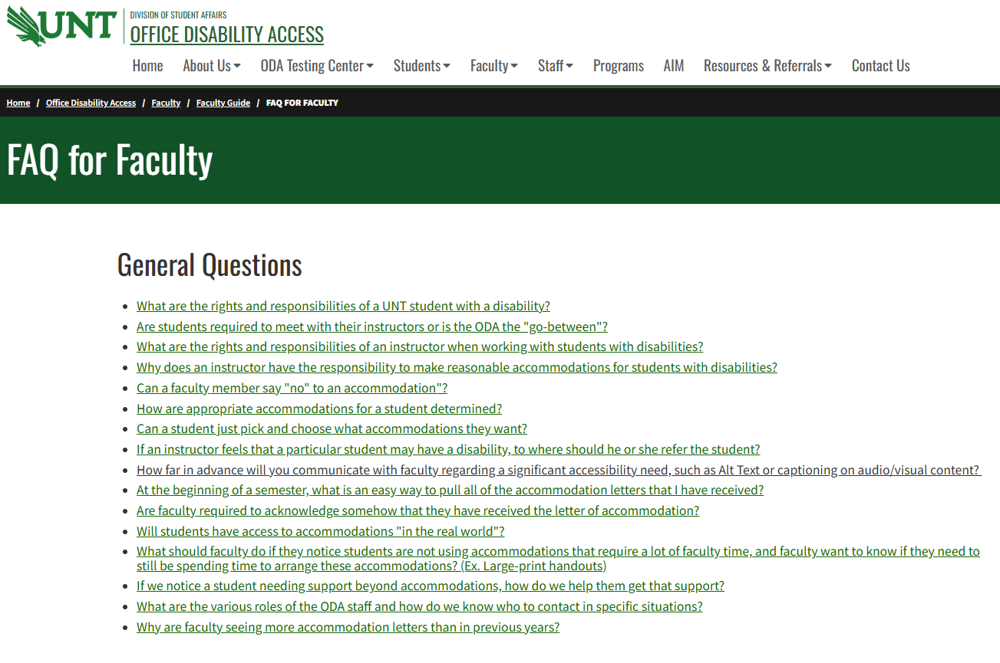 UNT
DIVISION OF STUDENT AFFAIRS
OFFICE DISABILITY ACCESS
Home About Us ODA Testing Center Students Faculty Staff Programs AIM Resources & Referrals Contact Us
Home / Office Disability Access / Faculty / Faculty Guide / FAQ FOR FACULTY
FAQ for Faculty
General Questions
What are the rights and responsibilities of a UNT student with a disability?
Are students required to meet with their instructors or is the ODA the "go-between"?
What are the rights and responsibilities of an instructor when working with students with disabilities?
Why does an instructor have the responsibility to make reasonable accommodations for students with disabilities?
Can a faculty member say "no" to an accommodation"?
How are appropriate accommodations for a student determined?
Can a student just pick and choose what accommodations they want?
If an instructor feels that a particular student may have a disability, to where should he or she refer the student?
How far in advance will you communicate with faculty regarding a significant accessibility need, such as Alt Text or captioning on audio/visual content?
At the beginning of a semester, what is an easy way to pull all of the accommodation letters that I have received?
Are faculty required to acknowledge somehow that they have received the letter of accommodation?
Will students have access to accommodations "in the real world"?
What should faculty do if they notice students are not using accommodations that require a lot of faculty time, and faculty want to know if they need to
still be spending time to arrange these accommodations? (Ex. Large-print handouts)
If we notice a student needing support beyond accommodations, how do we help them get that support?
What are the various roles of the ODA staff and how do we know who to contact in specific situations?
Why are faculty seeing more accommodation letters than in previous years?